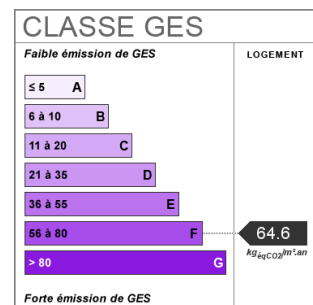 CLASSE GES
Faible émission de GES
LOGEMENT
≤ 5 A
6 à 10 B
11 à 20 C
21 à 35 D
36 à 55 E
56 à 80 F
64.6
kgéqCO2/m².an
> 80 G
Forte émission de GES